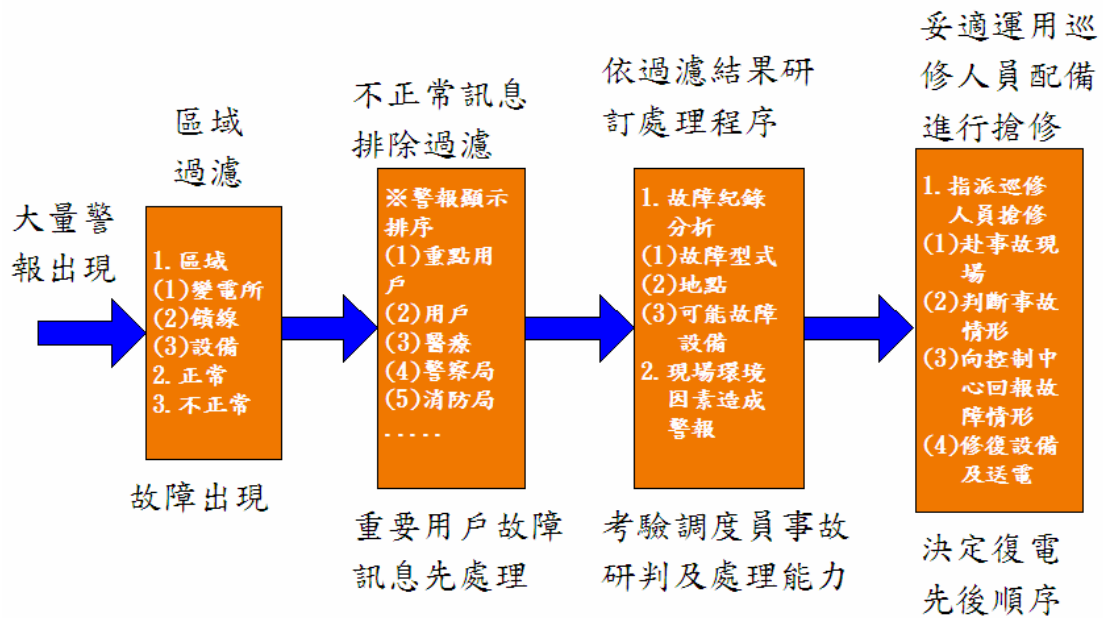 大量警
報出現
區域
過濾
1.區域
(1)變電所
(2)饋線
(3)設備
2.正常
3.不正常
故障出現
不正常訊息
排除過濾
※警報顯示
排序
(1)重點用
戶
(2)用戶
(3)醫療
(4)警察局
(5)消防局
.....
重要用戶故障
訊息先處理
依過濾結果研
訂處理程序
1.故障紀錄
分析
(1)故障型式
(2)地點
(3)可能故障
設備
2.現場環境
因素造成
警報
考驗調度員事故
研判及處理能力
妥適運用巡
修人員配備
進行搶修
1.指派巡修
人員搶修
(1)赴事故現
場
(2)判斷事故
情形
(3)向控制中
心回報故
障情形
(4)修復設備
及送電
決定復電
先後順序